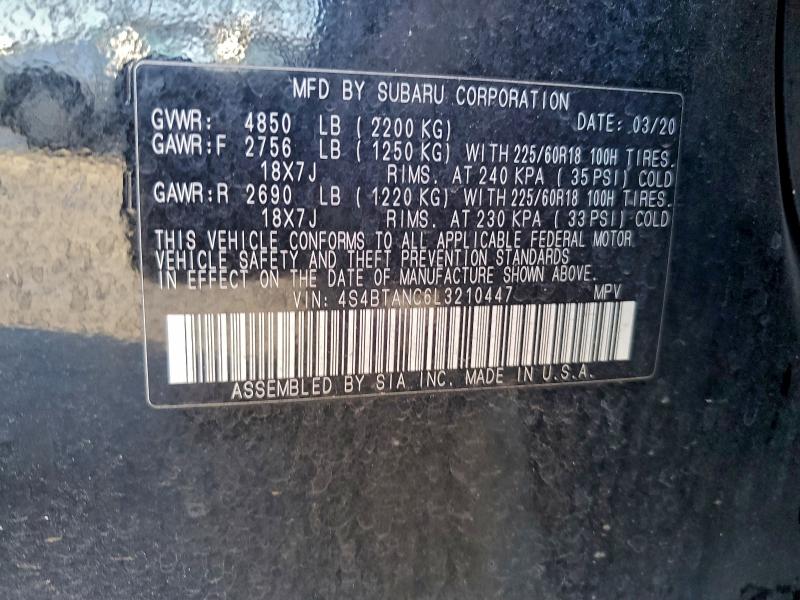 MFD BY SUBARU CORPORATION
GVWR: 4850 LB (2200 KG) DATE: 03/20
GAWR:F 2756 LB (1250 KG) WITH 225/60R18 100H TIRES.
18X7J RIMS. AT 240 KPA (35 PSI) COLD
GAWR:R 2690 LB (1220 KG) WITH 225/60R18 100H TIRES.
18X7J RIMS. AT 230 KPA (33 PSI) COLD
THIS VEHICLE CONFORMS TO ALL APPLICABLE FEDERAL MOTOR
VEHICLE SAFETY AND THEFT PREVENTION STANDARDS
IN EFFECT ON THE DATE OF MANUFACTURE SHOWN ABOVE.
VIN: 4S4BTANC6L3210447 MPV
ASSEMBLED BY SIA INC. MADE IN U.S.A.